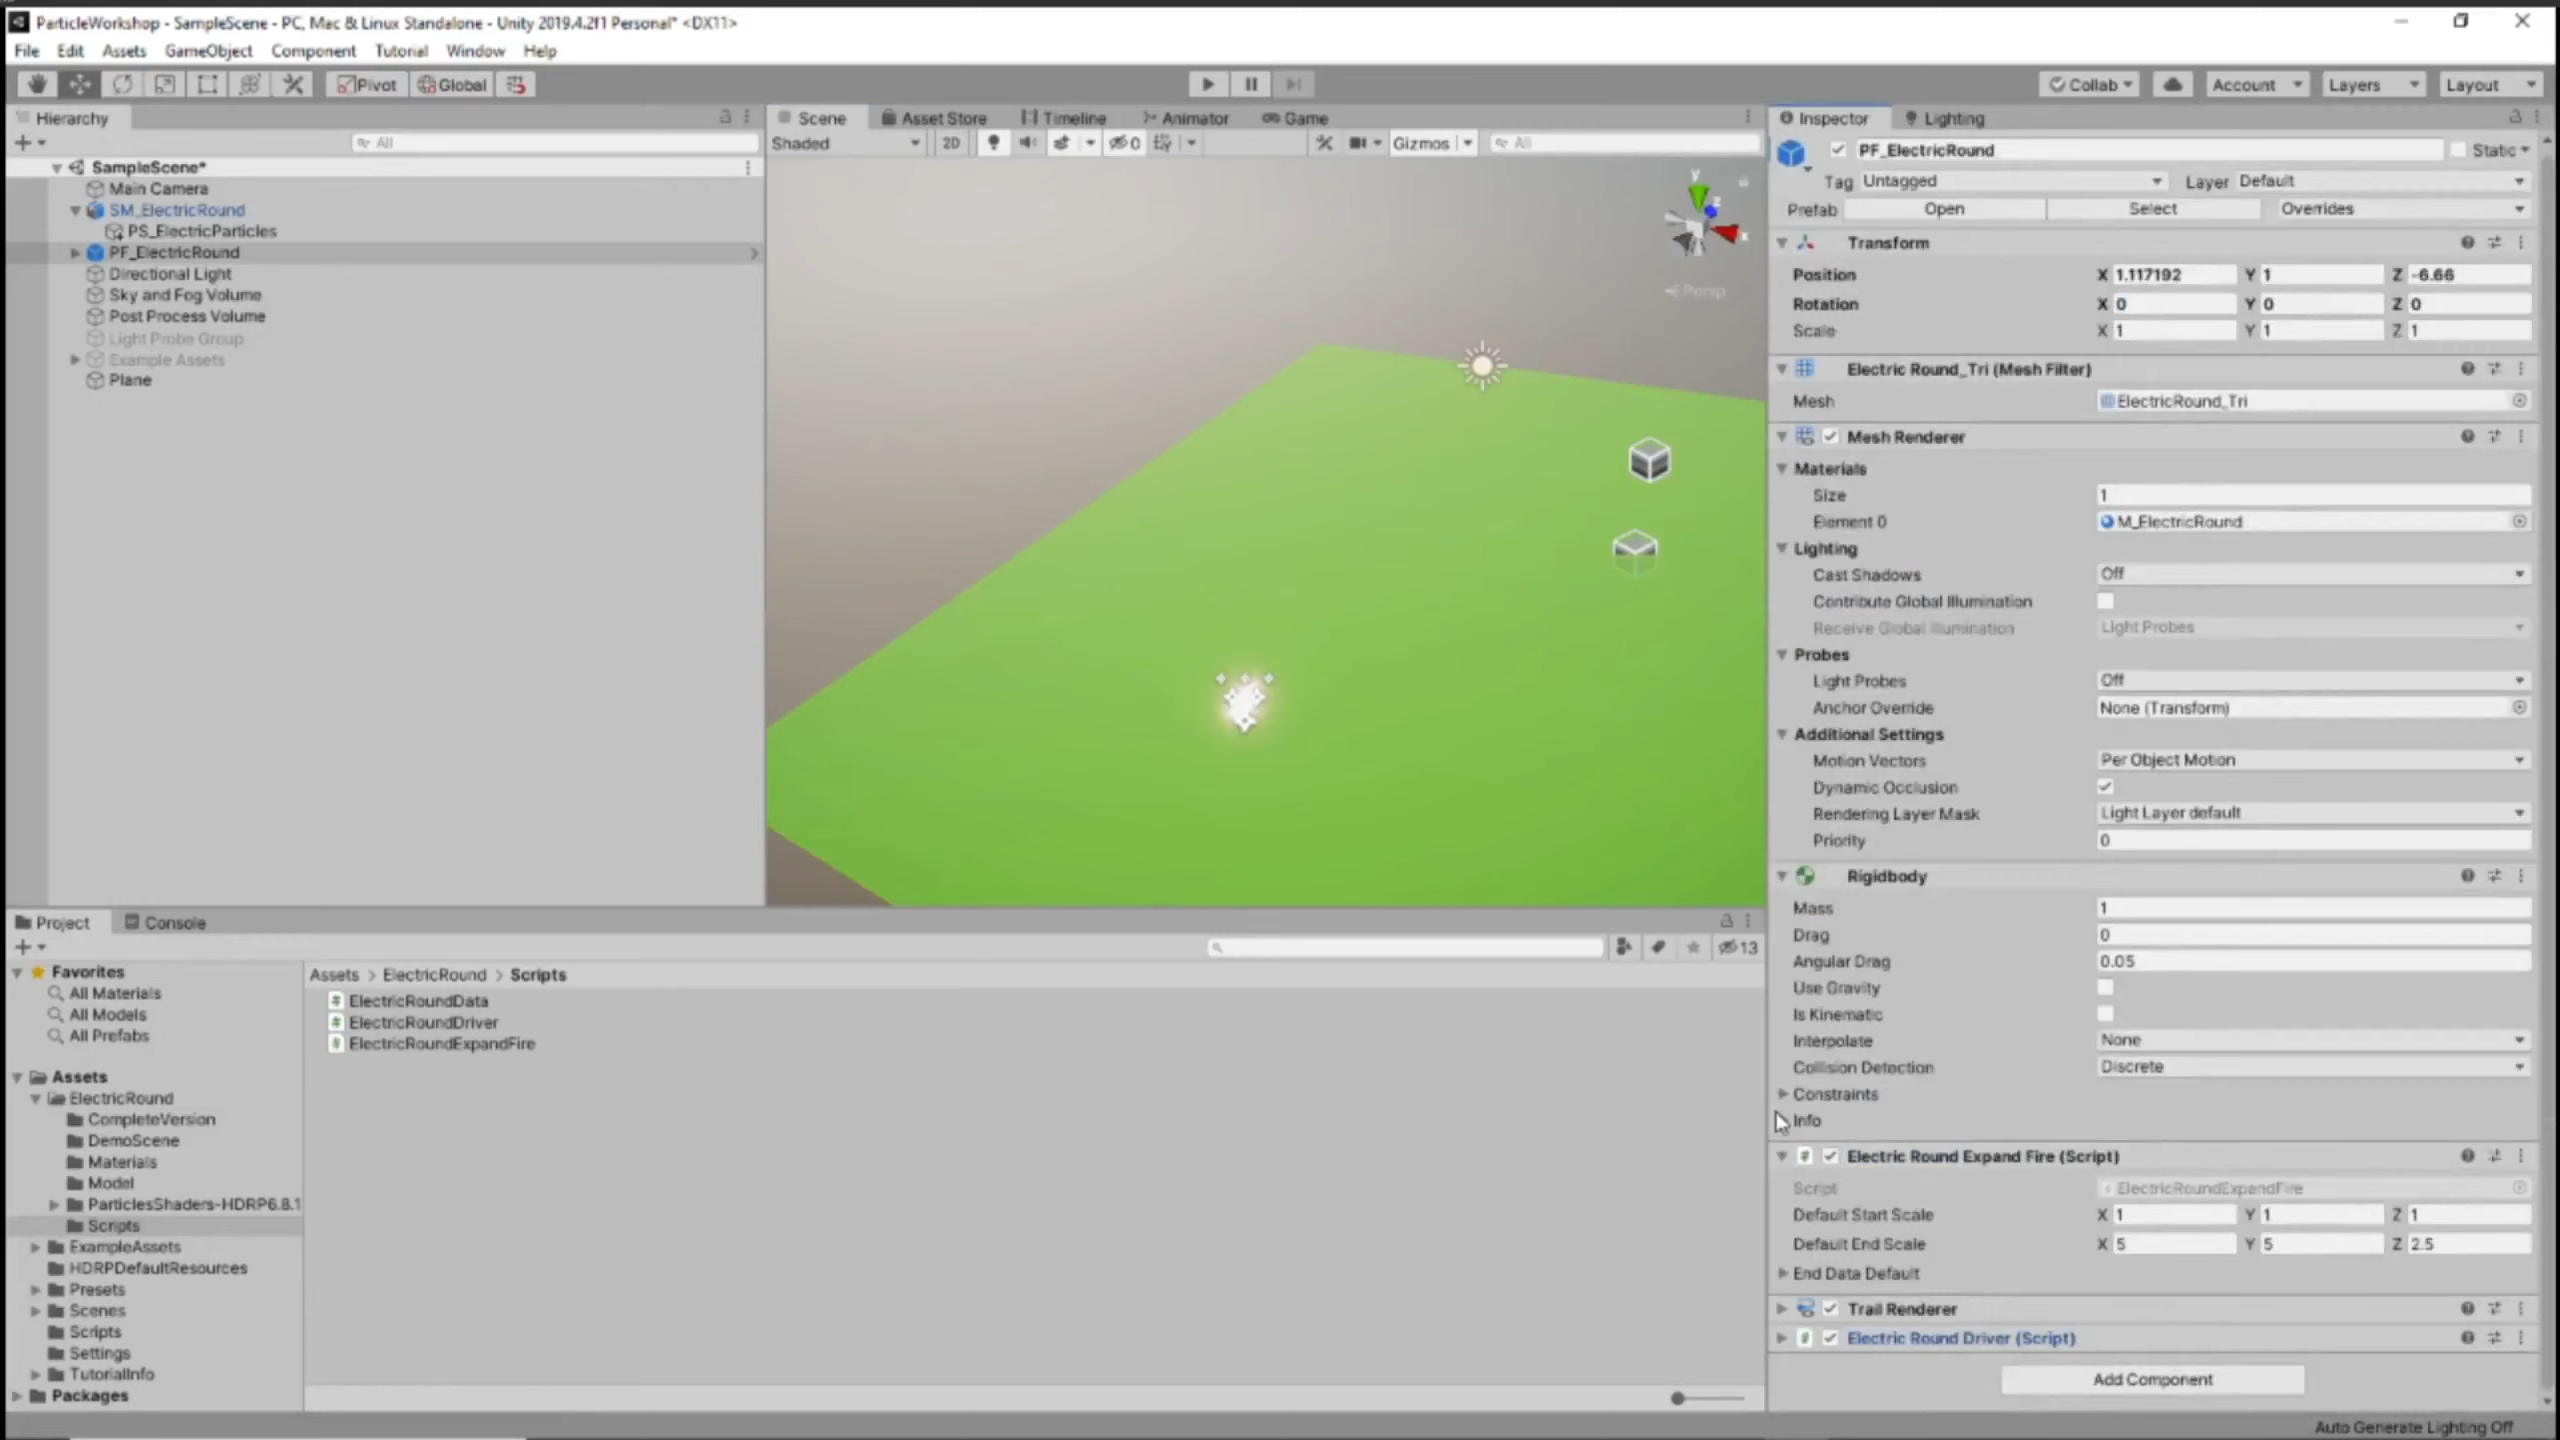 ParticleWorkshop - SampleScene - PC, Mac & Linux Standalone - Unity 2019.4.2f1 Personal* <DX11>
File Edit Assets GameObject Component Tutorial Window Help
Pivot Global Collab Account Layers Layout
Hierarchy
All
SampleScene*
Main Camera
SM_ElectricRound
PS_ElectricParticles
PF_ElectricRound
Directional Light
Sky and Fog Volume
Post Process Volume
Light Probe Group
Example Assets
Plane
Scene Asset Store Timeline Animator Game
Shaded 2D 0 Gizmos All
y
x
Persp
Inspector Lighting
PF_ElectricRound Static
Tag Untagged Layer Default
Prefab Open Select Overrides
Transform
Position X 1.117192 Y 1 Z -6.66
Rotation X 0 Y 0 Z 0
Scale X 1 Y 1 Z 1
Electric Round_Tri (Mesh Filter)
Mesh ElectricRound_Tri
Mesh Renderer
Materials
Size 1
Element 0 M_ElectricRound
Lighting
Cast Shadows Off
Contribute Global Illumination
Receive Global Illumination Light Probes
Probes
Light Probes Off
Anchor Override None (Transform)
Additional Settings
Motion Vectors Per Object Motion
Dynamic Occlusion
Rendering Layer Mask Light Layer default
Priority 0
Rigidbody
Mass 1
Drag 0
Angular Drag 0.05
Use Gravity
Is Kinematic
Interpolate None
Collision Detection Discrete
Constraints
Info
Electric Round Expand Fire (Script)
Script ElectricRoundExpandFire
Default Start Scale X 1 Y 1 Z 1
Default End Scale X 5 Y 5 Z 2.5
End Data Default
Trail Renderer
Electric Round Driver (Script)
Add Component
Project Console
13
Favorites
All Materials
All Models
All Prefabs
Assets
ElectricRound
CompleteVersion
DemoScene
Materials
Model
ParticlesShaders-HDRP6.8.1
Scripts
ExampleAssets
HDRPDefaultResources
Presets
Scenes
Scripts
Settings
TutorialInfo
Packages
Assets > ElectricRound > Scripts
ElectricRoundData
ElectricRoundDriver
ElectricRoundExpandFire
Auto Generate Lighting Off